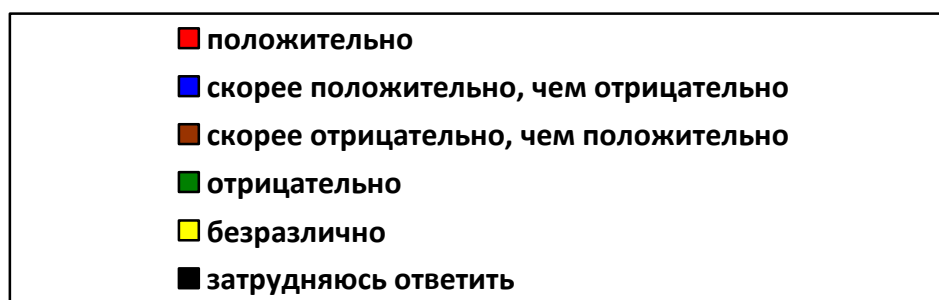 положительно
скорее положительно, чем отрицательно
скорее отрицательно, чем положительно
отрицательно
безразлично
затрудняюсь ответить